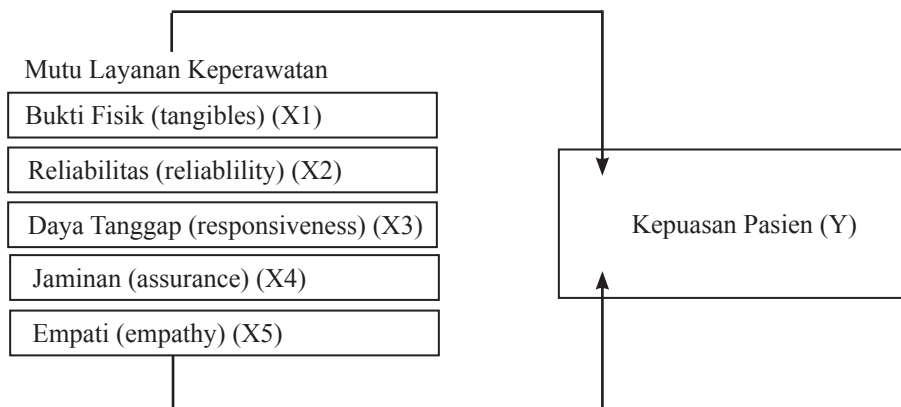 Mutu Layanan Keperawatan
Bukti Fisik (tangibles) (X1)
Reliabilitas (reliablility) (X2)
Daya Tanggap (responsiveness) (X3)
Jaminan (assurance) (X4)
Empati (empathy) (X5)
Kepuasan Pasien (Y)